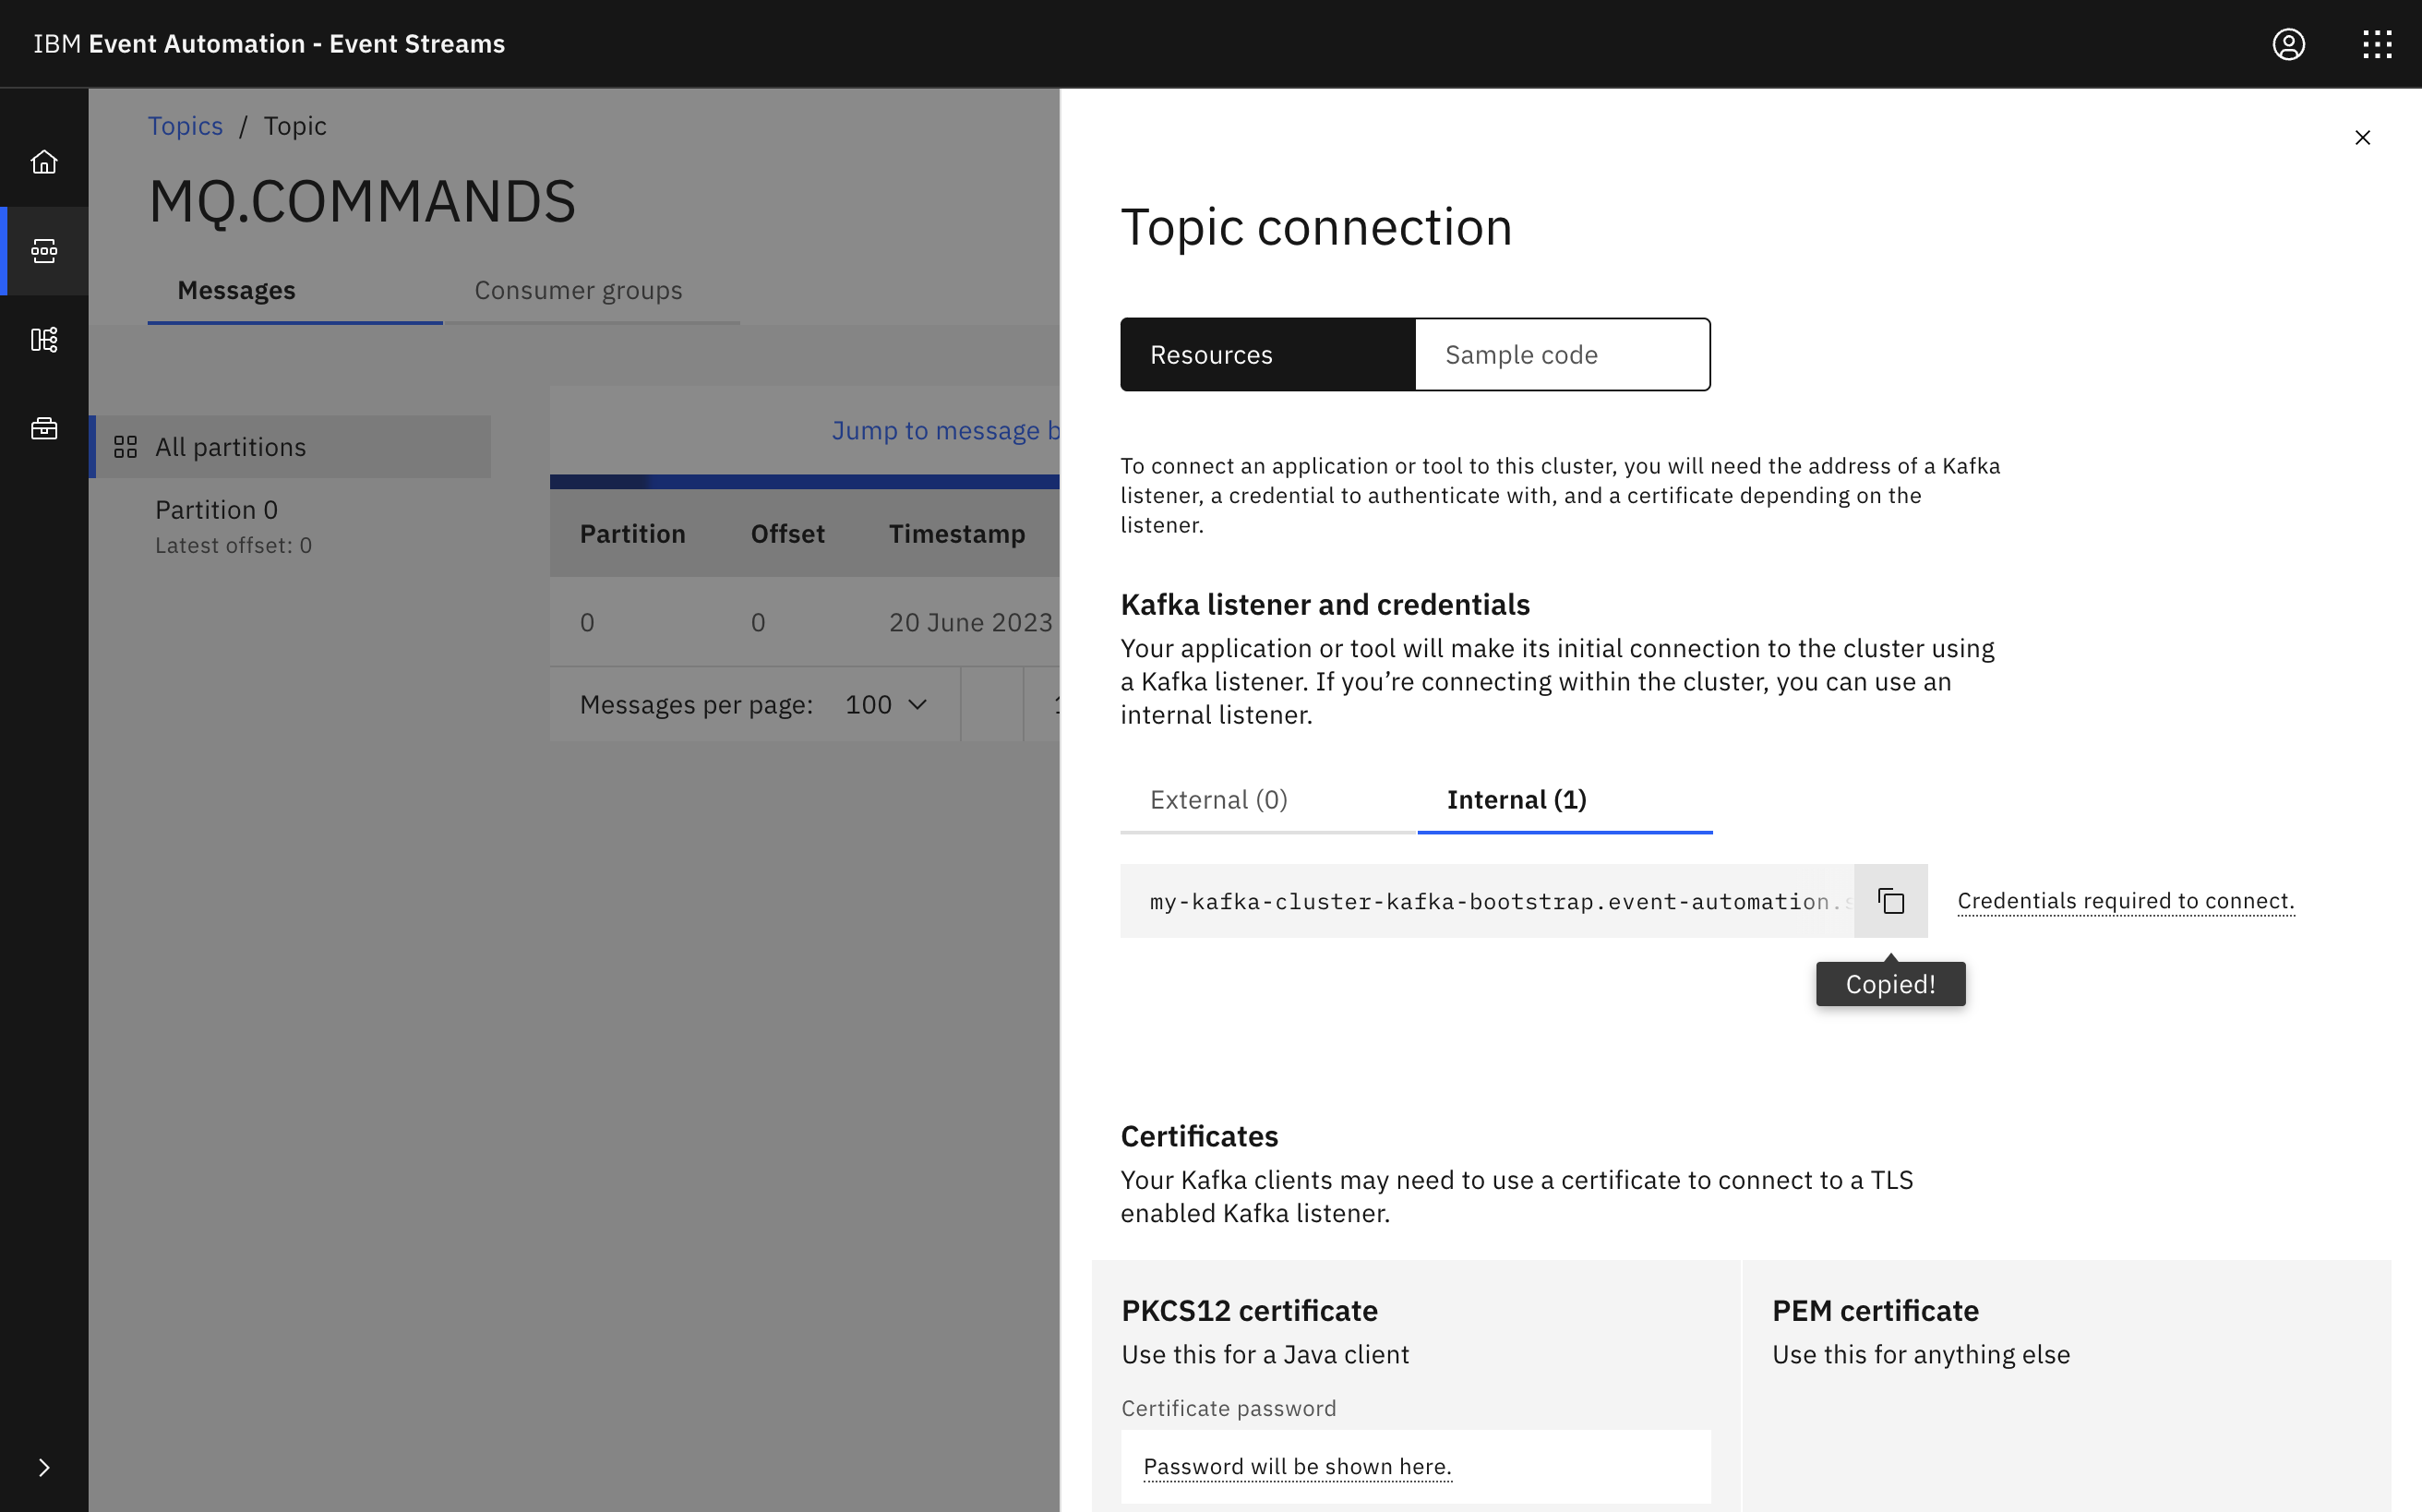 IBM Event Automation - Event Streams
Topics / Topic
MQ.COMMANDS
Messages
Consumer groups
All partitions
Partition 0
Latest offset: 0
Jump to message b
Partition
Offset
Timestamp
0
0
20 June 2023
Messages per page:
100
Topic connection
Resources
Sample code
To connect an application or tool to this cluster, you will need the address of a Kafka
listener, a credential to authenticate with, and a certificate depending on the
listener.
Kafka listener and credentials
Your application or tool will make its initial connection to the cluster using
a Kafka listener. If you’re connecting within the cluster, you can use an
internal listener.
External (0)
Internal (1)
my-kafka-cluster-kafka-bootstrap.event-automation.s
Credentials required to connect.
Copied!
Certificates
Your Kafka clients may need to use a certificate to connect to a TLS
enabled Kafka listener.
PKCS12 certificate
Use this for a Java client
Certificate password
Password will be shown here.
PEM certificate
Use this for anything else